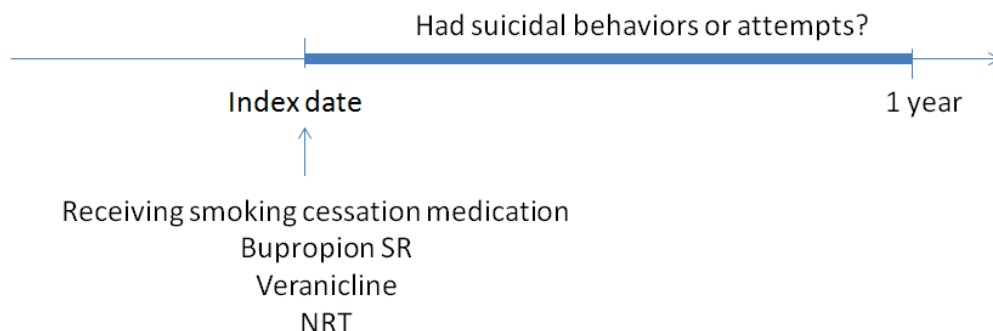 Had suicidal behaviors or attempts?
Index date
1 year
Receiving smoking cessation medication
Bupropion SR
Veranicline
NRT